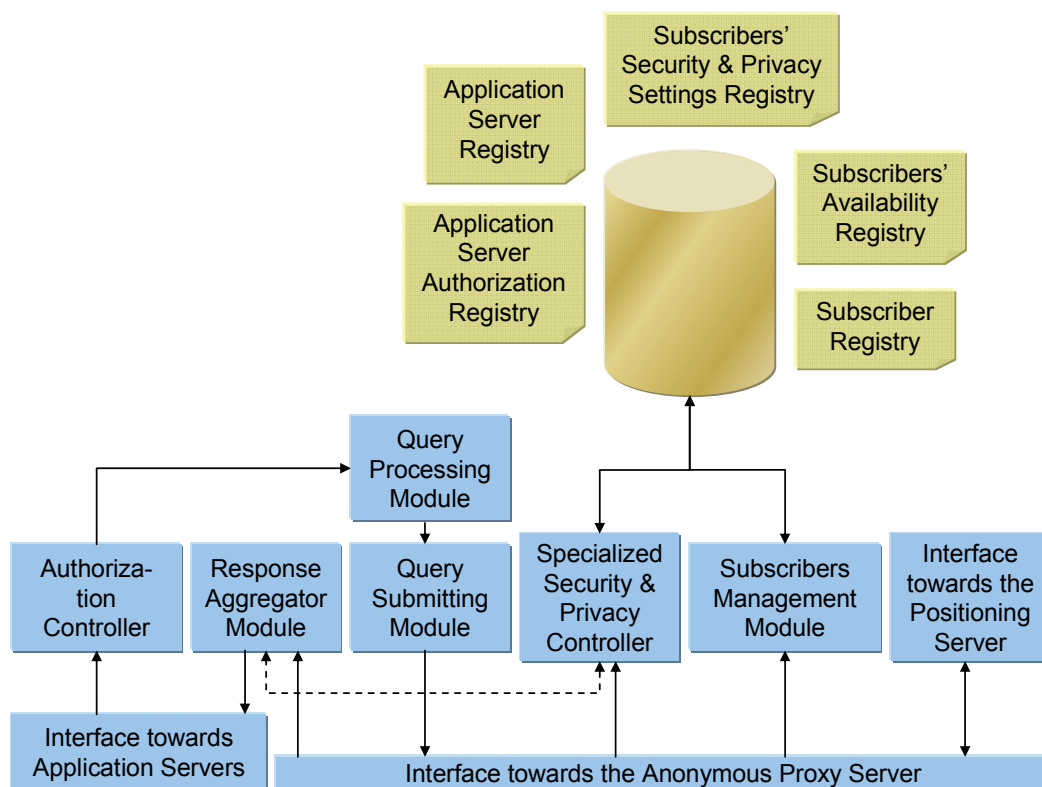 Subscribers'
Security & Privacy
Settings Registry
Application
Server
Registry
Subscribers'
Availability
Registry
Application
Server
Authorization
Registry
Subscriber
Registry
Query
Processing
Module
Authoriza-
tion
Controller
Response
Aggregator
Module
Query
Submitting
Module
Specialized
Security &
Privacy
Controller
Subscribers
Management
Module
Interface
towards the
Positioning
Server
Interface towards
Application Servers
Interface towards the Anonymous Proxy Server